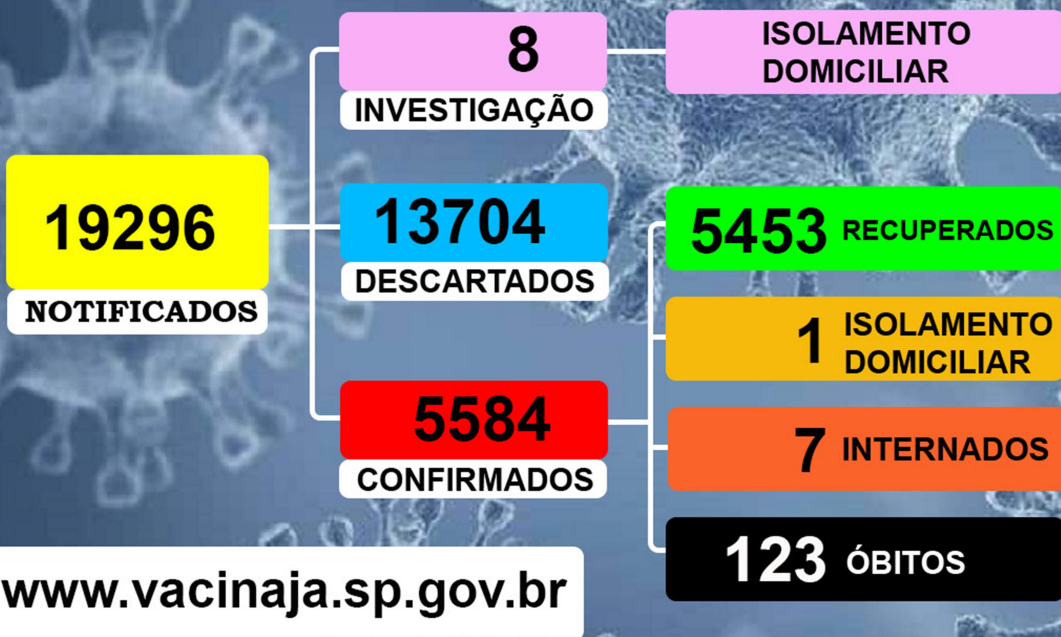 8
INVESTIGAÇÃO
ISOLAMENTO
DOMICILIAR
19296
NOTIFICADOS
13704
DESCARTADOS
5584
CONFIRMADOS
5453 RECUPERADOS
1 ISOLAMENTO
DOMICILIAR
7 INTERNADOS
123 ÓBITOS
www.vacinaja.sp.gov.br